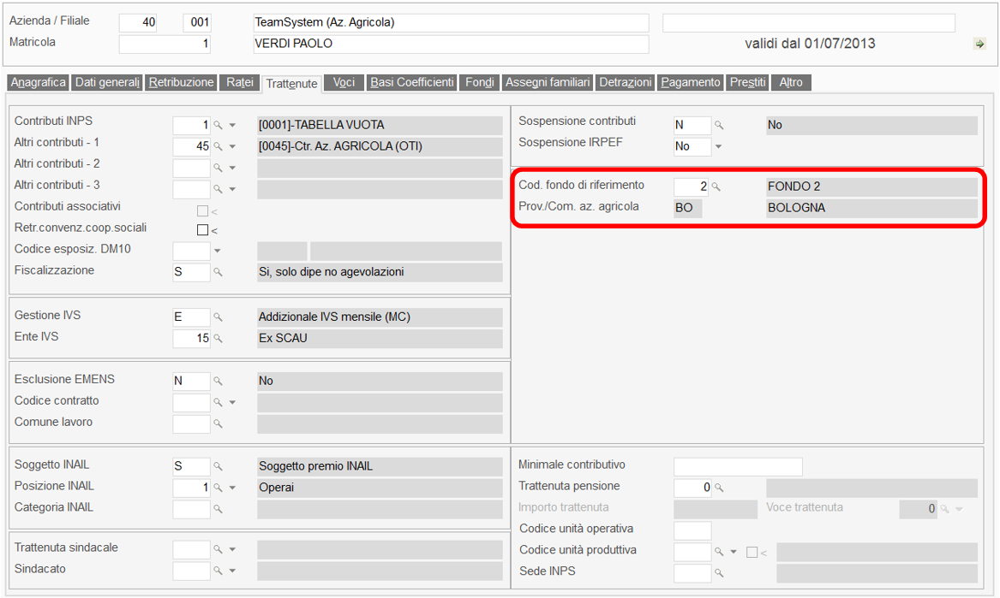 Azienda / Filiale 40 001 TeamSystem (Az. Agricola)
Matricola 1 VERDI PAOLO validi dal 01/07/2013
Anagrafica Dati generali Retribuzione Ratei Trattenute Voci Basi Coefficienti Fondi Assegni familiari Detrazioni Pagamento Prestiti Altro
Contributi INPS 1 [0001]-TABELLA VUOTA
Altri contributi - 1 45 [0045]-Ctr. Az. AGRICOLA (OTI)
Altri contributi - 2
Altri contributi - 3
Contributi associativi <
Retr.convenz.coop.sociali <
Codice esposiz. DM10
Fiscalizzazione S Si, solo dipe no agevolazioni
Sospensione contributi N No
Sospensione IRPEF No
Cod. fondo di riferimento 2 FONDO 2
Prov./Com. az. agricola BO BOLOGNA
Gestione IVS E Addizionale IVS mensile (MC)
Ente IVS 15 Ex SCAU
Esclusione EMENS N No
Codice contratto
Comune lavoro
Soggetto INAIL S Soggetto premio INAIL
Posizione INAIL 1 Operai
Categoria INAIL
Trattenuta sindacale
Sindacato
Minimale contributivo
Trattenuta pensione 0
Importo trattenuta Voce trattenuta 0
Codice unità operativa
Codice unità produttiva <
Sede INPS